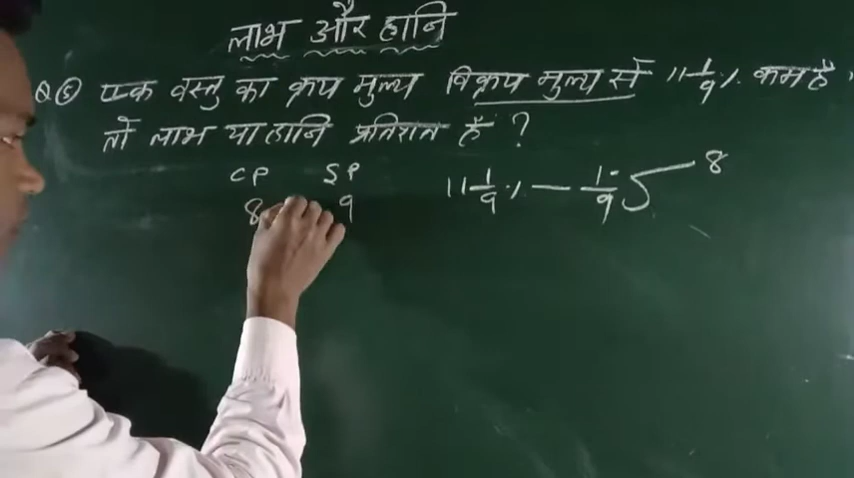 लाभ और हानि
Q ⑤ एक वस्तु का क्रय मुल्य विक्रय मुल्य से 11 1/9 % कम है
तो लाभ या हानि प्रतिशत है ?
CP SP 11 1/9 % — 1/9 8
8 9